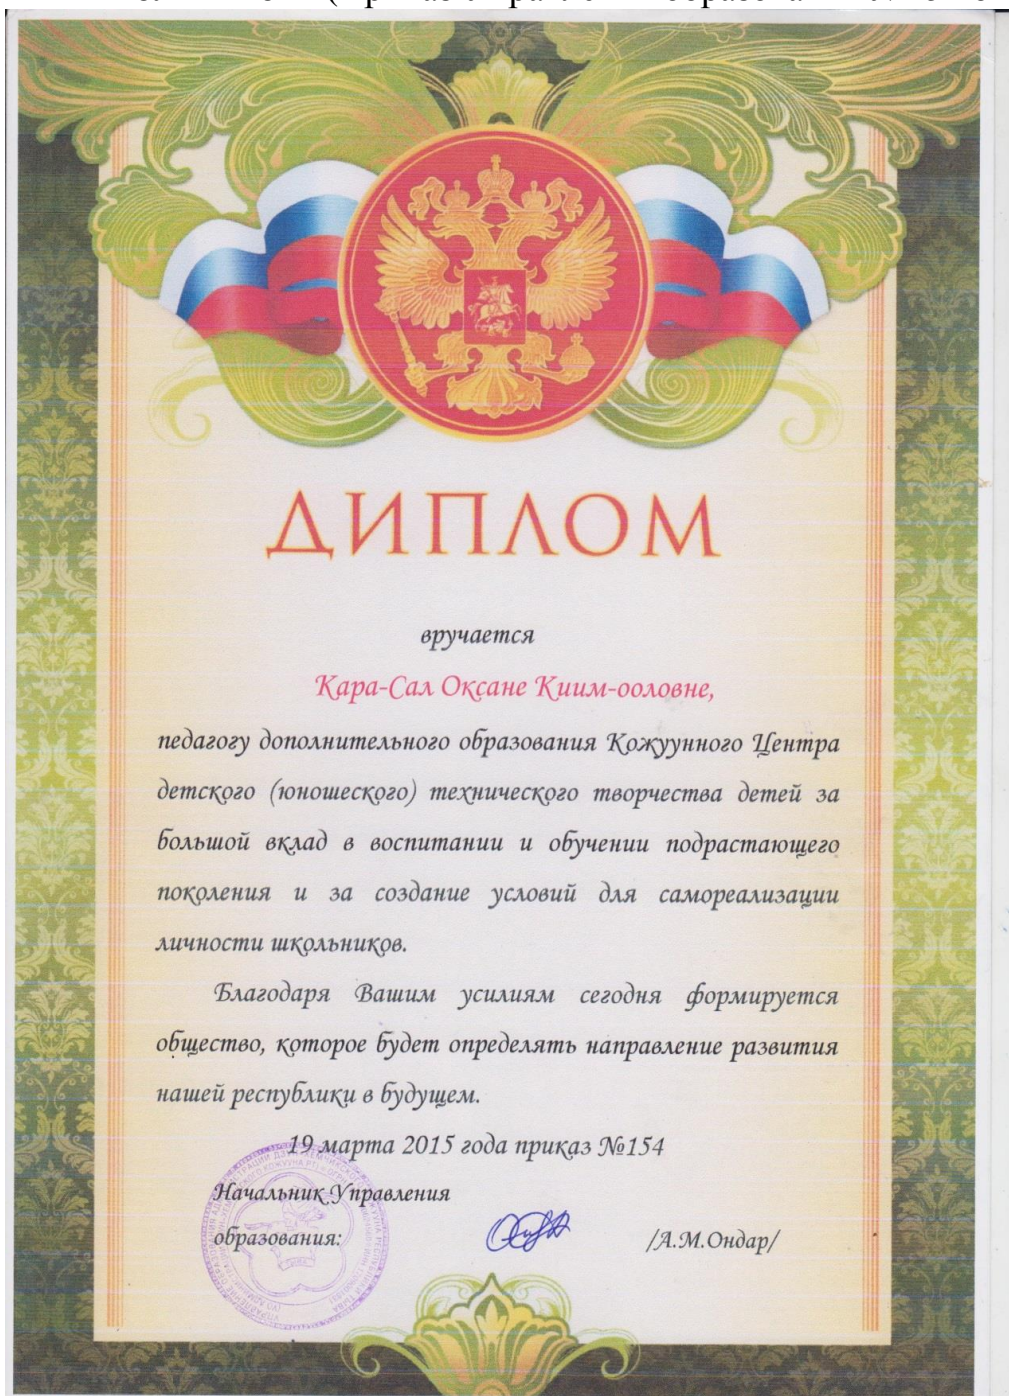 ДИПЛОМ
вручается
Кара-Сал Оксане Киим-ооловне,
педагогу дополнительного образования Кожуунного Центра
детского (юношеского) технического творчества детей за
большой вклад в воспитании и обучении подрастающего
поколения и за создание условий для самореализации
личности школьников.
Благодаря Вашим усилиям сегодня формируется
общество, которое будет определять направление развития
нашей республики в будущем.
19 марта 2015 года приказ №154
Начальник Управления
образования: /А.М.Ондар/